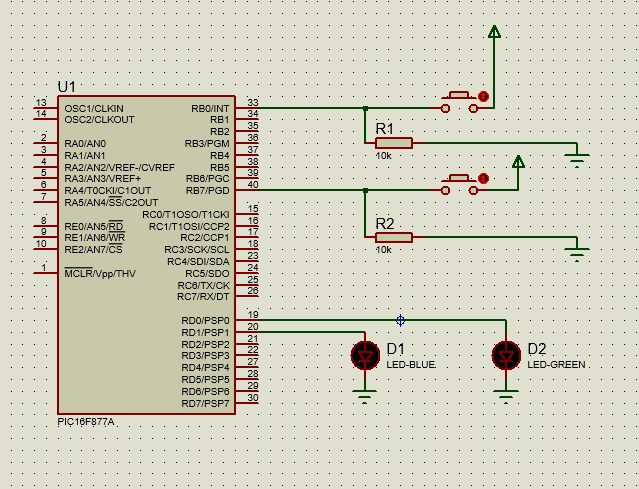 U1
13 OSC1/CLKIN RB0/INT 33
14 OSC2/CLKOUT RB1 34
RB2 35
2 RA0/AN0 RB3/PGM 36
3 RA1/AN1 RB4 37
4 RA2/AN2/VREF-/CVREF RB5 38
5 RA3/AN3/VREF+ RB6/PGC 39
6 RA4/T0CKI/C1OUT RB7/PGD 40
7 RA5/AN4/SS/C2OUT
RC0/T1OSO/T1CKI 15
8 RE0/AN5/RD RC1/T1OSI/CCP2 16
9 RE1/AN6/WR RC2/CCP1 17
10 RE2/AN7/CS RC3/SCK/SCL 18
RC4/SDI/SDA 23
1 MCLR/Vpp/THV RC5/SDO 24
RC6/TX/CK 25
RC7/RX/DT 26
RD0/PSP0 19
RD1/PSP1 20
RD2/PSP2 21
RD3/PSP3 22
RD4/PSP4 27
RD5/PSP5 28
RD6/PSP6 29
RD7/PSP7 30
PIC16F877A
R1
10k
R2
10k
D1
LED-BLUE
D2
LED-GREEN